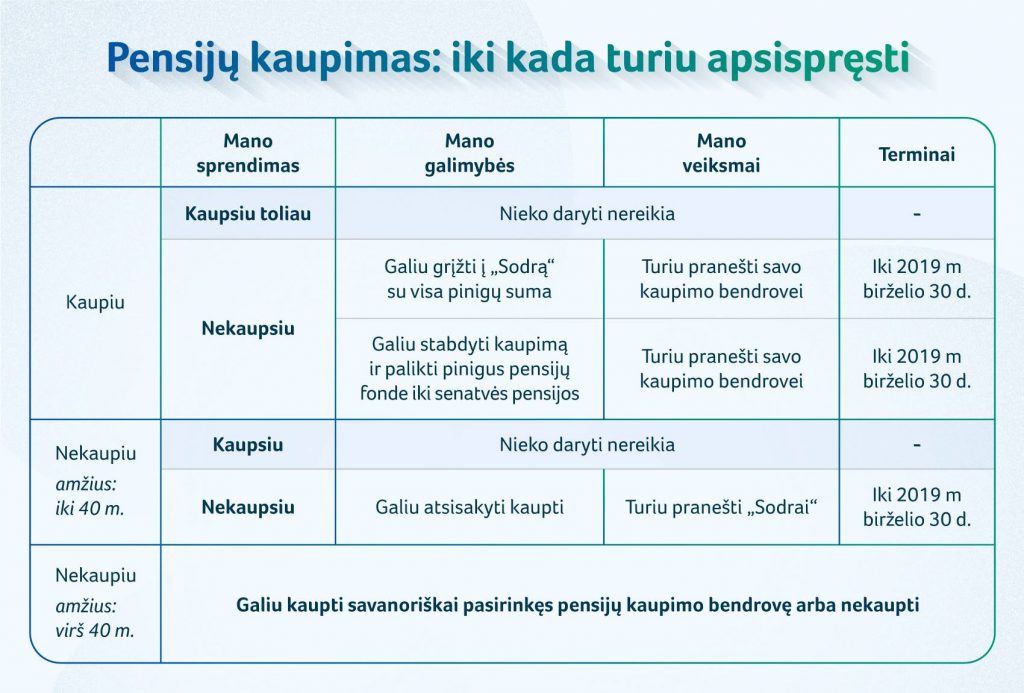 Pensijų kaupimas: iki kada turiu apsispręsti
Mano
sprendimas
Mano
galimybės
Mano
veiksmai
Terminai
Kaupiu
Kaupsiu toliau
Nieko daryti nereikia
-
Nekaupsiu
Galiu grįžti į „Sodrą“
su visa pinigų suma
Turiu pranešti savo
kaupimo bendrovei
Iki 2019 m
birželio 30 d.
Galiu stabdyti kaupimą
ir palikti pinigus pensijų
fonde iki senatvės pensijos
Turiu pranešti savo
kaupimo bendrovei
Iki 2019 m
birželio 30 d.
Nekaupiu
amžius:
iki 40 m.
Kaupsiu
Nieko daryti nereikia
-
Nekaupsiu
Galiu atsisakyti kaupti
Turiu pranešti „Sodrai“
Iki 2019 m
birželio 30 d.
Nekaupiu
amžius:
virš 40 m.
Galiu kaupti savanoriškai pasirinkęs pensijų kaupimo bendrovę arba nekaupti